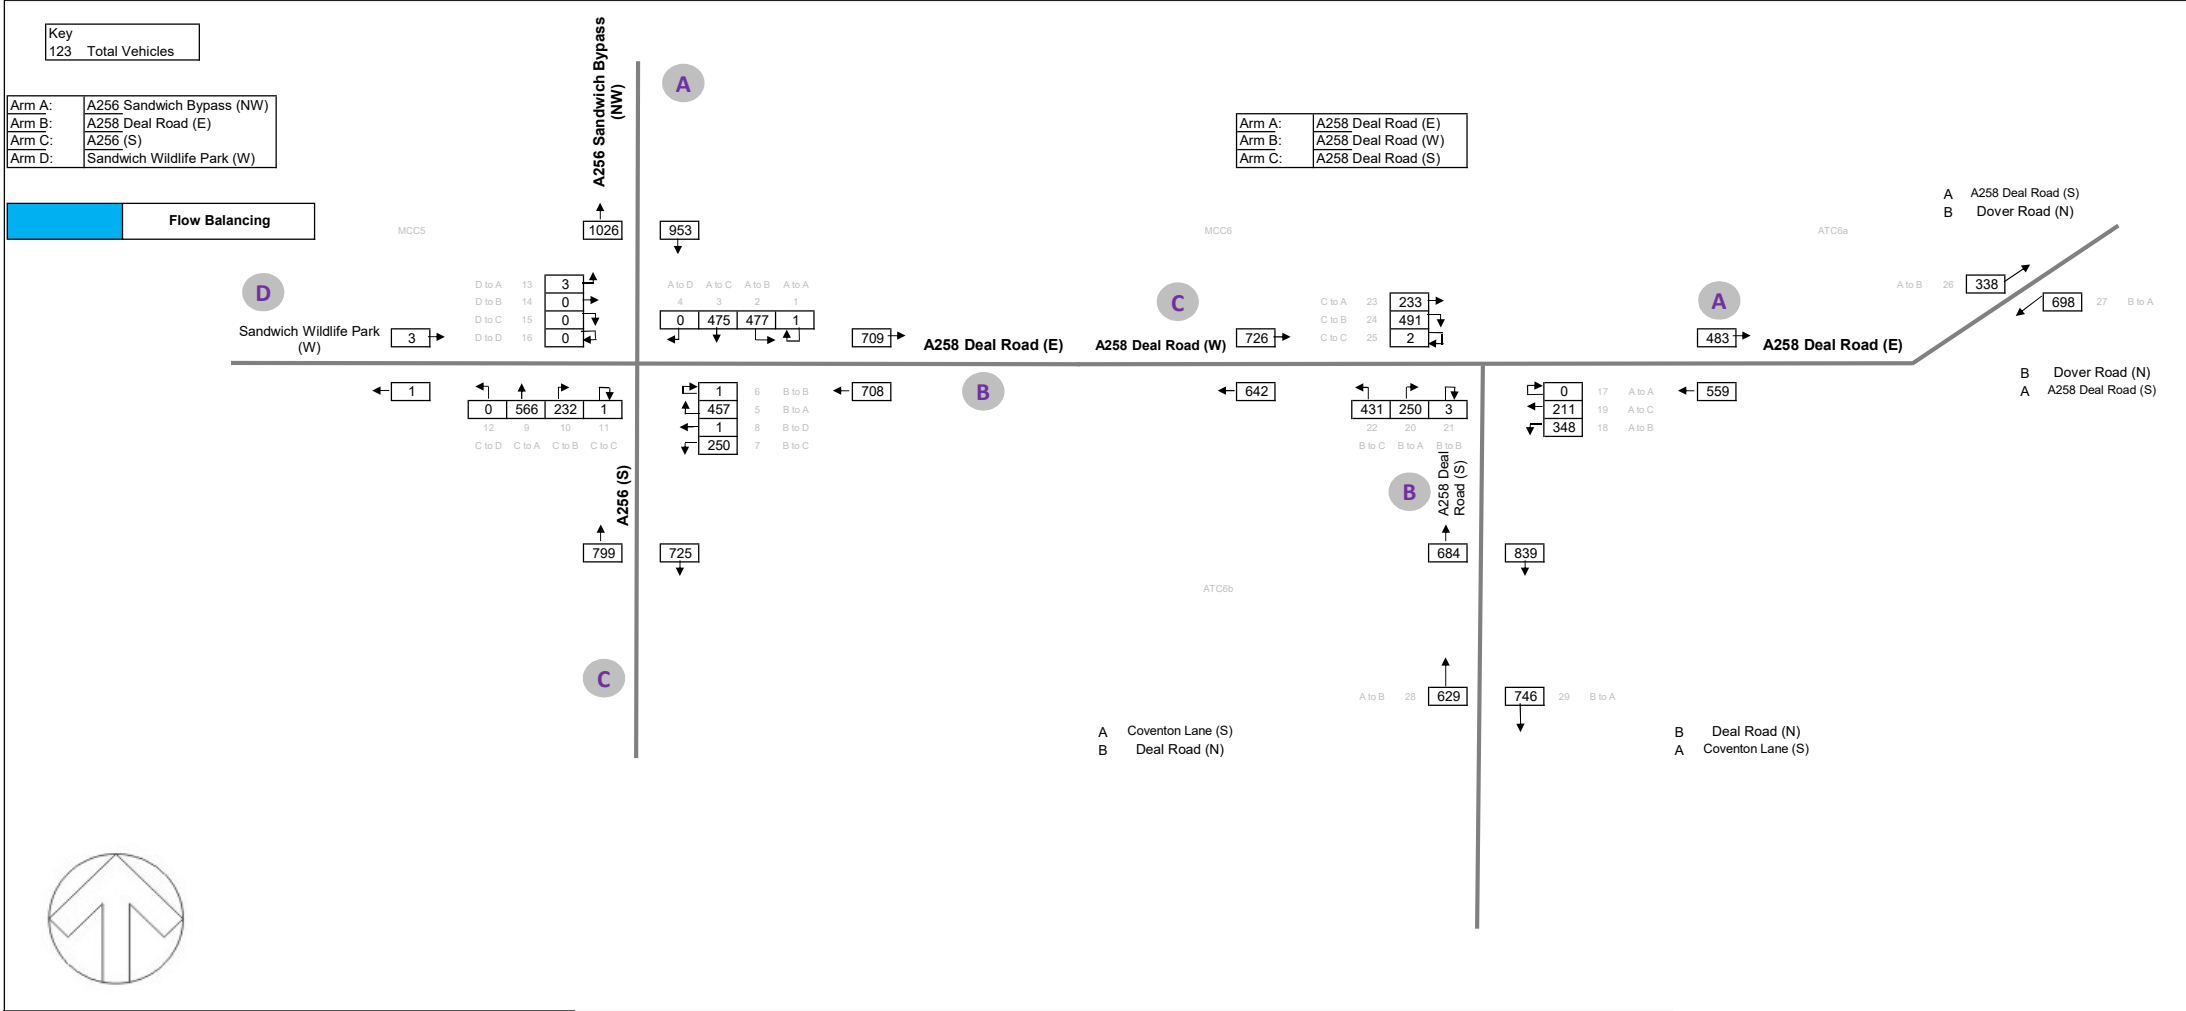 Key
123 Total Vehicles
A256 Sandwich Bypass
(NW)
A
Arm A: A256 Sandwich Bypass (NW)
Arm B: A258 Deal Road (E)
Arm C: A256 (S)
Arm D: Sandwich Wildlife Park (W)
Arm A: A258 Deal Road (E)
Arm B: A258 Deal Road (W)
Arm C: A258 Deal Road (S)
A A258 Deal Road (S)
B Dover Road (N)
Flow Balancing
MCC5
1026
953
MCC6
ATC6a
D
D to A 13 3
D to B 14 0
D to C 15 0
D to D 16 0
A to D A to C A to B A to A
4 3 2 1
0 475 477 1
C
C to A 23 233
C to B 24 491
C to C 25 2
A
A to B 26 338
698 27 B to A
Sandwich Wildlife Park
(W)
3
709
A258 Deal Road (E)
A258 Deal Road (W)
726
483
A258 Deal Road (E)
1
0 566 232 1
12 9 10 11
C to D C to A C to B C to C
1 6 B to B
457 5 B to A
1 8 B to D
250 7 B to C
708
B
642
431 250 3
22 20 21
B to C B to A B to B
0 17 A to A
211 19 A to C
348 18 A to B
559
B Dover Road (N)
A A258 Deal Road (S)
A256 (S)
B
A258 Deal
Road (S)
799
725
684
839
ATC6b
C
A to B 28 629
746 29 B to A
A Coventon Lane (S)
B Deal Road (N)
B Deal Road (N)
A Coventon Lane (S)